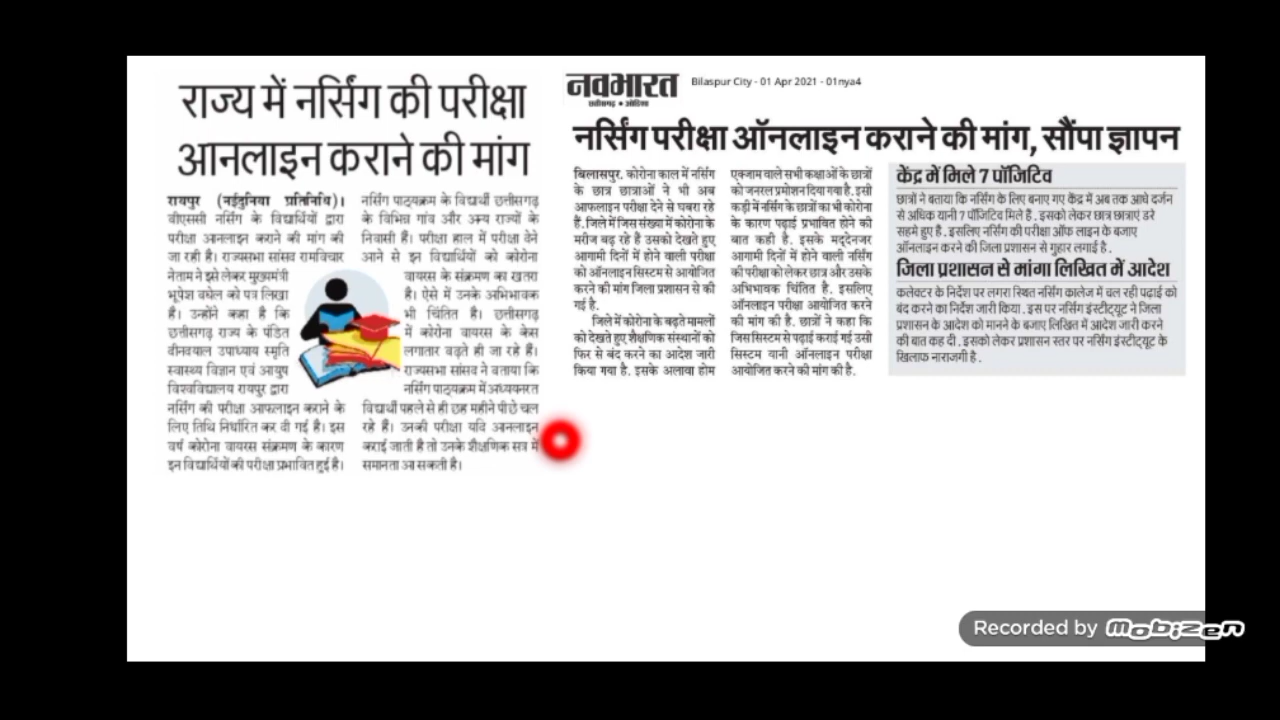 राज्य में नर्सिंग की परीक्षा
आनलाइन कराने की मांग
रायपुर (नईदुनिया प्रतिनिधि)।
बीएससी नर्सिंग के विद्यार्थियों द्वारा
परीक्षा आनलाइन कराने की मांग की
जा रही है। राज्यसभा सांसद रामविचार
नेताम ने इसे लेकर मुख्यमंत्री
भूपेश बघेल को पत्र लिखा
है। उन्होंने कहा है कि
छत्तीसगढ़ राज्य के पंडित
दीनदयाल उपाध्याय स्मृति
स्वास्थ्य विज्ञान एवं आयुष
विश्वविद्यालय रायपुर द्वारा
नर्सिंग की परीक्षा आफलाइन कराने के
लिए तिथि निर्धारित कर दी गई है। इस
वर्ष कोरोना वायरस संक्रमण के कारण
इन विद्यार्थियों की परीक्षा प्रभावित हुई है।
नर्सिंग पाठ्यक्रम के विद्यार्थी छत्तीसगढ़
के विभिन्न गांव और अन्य राज्यों के
निवासी हैं। परीक्षा हाल में परीक्षा देने
आने से इन विद्यार्थियों को कोरोना
वायरस के संक्रमण का खतरा
है। ऐसे में उनके अभिभावक
भी चिंतित है। छत्तीसगढ़
में कोरोना वायरस के केस
लगातार बढ़ते ही जा रहे हैं।
राज्यसभा सांसद ने बताया कि
नर्सिंग पाठ्यक्रम में अध्ययनरत
विद्यार्थी पहले से ही छह महीने पीछे चल
रहे हैं। उनकी परीक्षा यदि आनलाइन
कराई जाती है तो उनके शैक्षणिक सत्र में
समानता आ सकती है।
नवभारत
छत्तीसगढ़ • ओडिशा
Bilaspur City - 01 Apr 2021 - 01nya4
नर्सिंग परीक्षा ऑनलाइन कराने की मांग, सौंपा ज्ञापन
बिलासपुर. कोरोना काल में नर्सिंग
के छात्र छात्राओं ने भी अब
आफलाइन परीक्षा देने से घबरा रहे
हैं. जिले में जिस संख्या में कोरोना के
मरीज बढ़ रहे हैं उसको देखते हुए
आगामी दिनों में होने वाली परीक्षा
को ऑनलाइन सिस्टम से आयोजित
करने की मांग जिला प्रशासन से की
गई है.
जिले में कोरोना के बढ़ते मामलों
को देखते हुए शैक्षणिक संस्थानों को
फिर से बंद करने का आदेश जारी
किया गया है. इसके अलावा होम
एक्जाम वाले सभी कक्षाओं के छात्रों
को जनरल प्रमोशन दिया गया है. इसी
कड़ी में नर्सिंग के छात्रों का भी कोरोना
के कारण पढ़ाई प्रभावित होने की
बात कही है. इसके मद्देनजर
आगामी दिनों में होने वाली नर्सिंग
की परीक्षा को लेकर छात्र और उसके
अभिभावक चिंतित है. इसलिए
ऑनलाइन परीक्षा आयोजित करने
की मांग की है. छात्रों ने कहा कि
जिस सिस्टम से पढ़ाई कराई गई उसी
सिस्टम यानी ऑनलाइन परीक्षा
आयोजित करने की मांग की है.
केंद्र में मिले 7 पॉजिटिव
छात्रों ने बताया कि नर्सिंग के लिए बनाए गए केंद्र में अब तक आधे दर्जन
से अधिक यानी 7 पॉजिटिव मिले हैं. इसको लेकर छात्र छात्राएं डरे
सहमे हुए है. इसलिए नर्सिंग की परीक्षा ऑफ लाइन के बजाए
ऑनलाइन करने की जिला प्रशासन से गुहार लगाई है.
जिला प्रशासन से मांगा लिखित में आदेश
कलेक्टर के निर्देश पर लगरा स्थित नर्सिंग कालेज में चल रही पढ़ाई को
बंद करने का निर्देश जारी किया. इस पर नर्सिंग इंस्टीट्यूट ने जिला
प्रशासन के आदेश को मानने के बजाए लिखित में आदेश जारी करने
की बात कह दी. इसको लेकर प्रशासन स्तर पर नर्सिंग इंस्टीट्यूट के
खिलाफ नाराजगी है.
Recorded by Mobizen